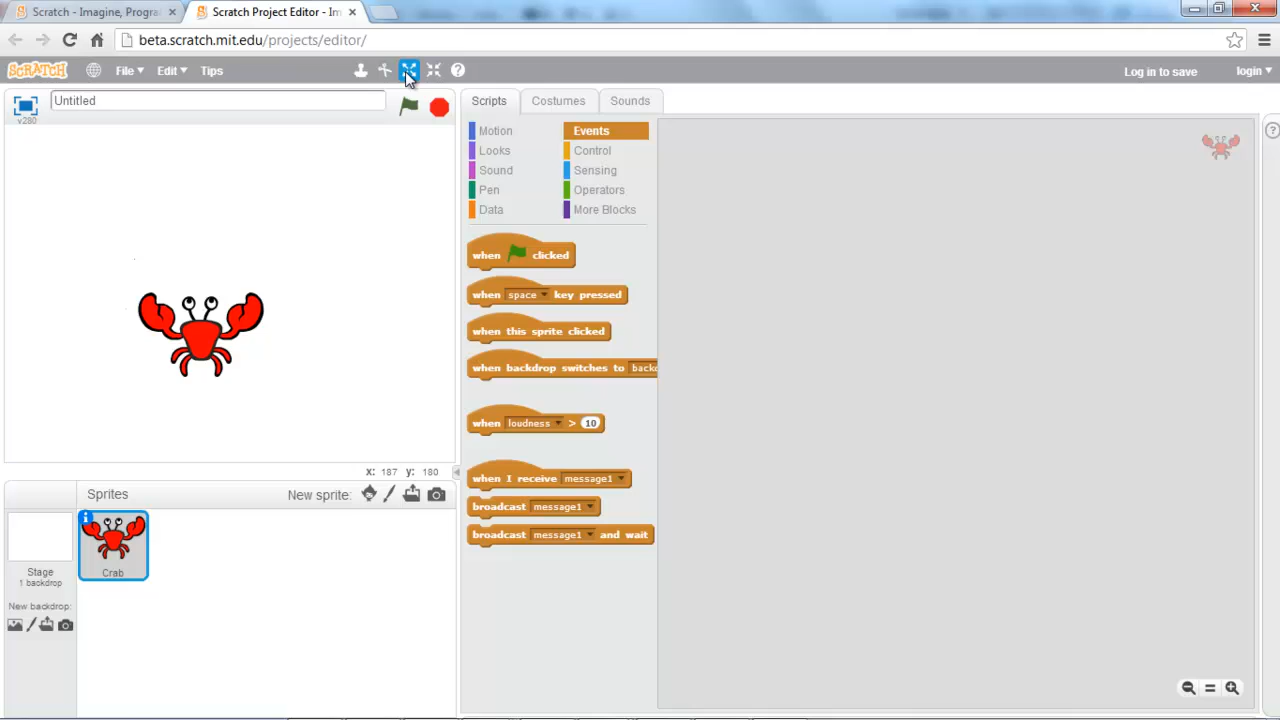 Scratch - Imagine, Progra
Scratch Project Editor - Im
beta.scratch.mit.edu/projects/editor/
SCRATCH File Edit Tips Log in to save login
Untitled
v280
Scripts Costumes Sounds
Motion Events
Looks Control
Sound Sensing
Pen Operators
Data More Blocks
when clicked
when space key pressed
when this sprite clicked
when backdrop switches to backd
when loudness > 10
when I receive message1
broadcast message1
broadcast message1 and wait
x: 187 y: 180
Sprites New sprite:
Stage
1 backdrop
New backdrop:
Crab